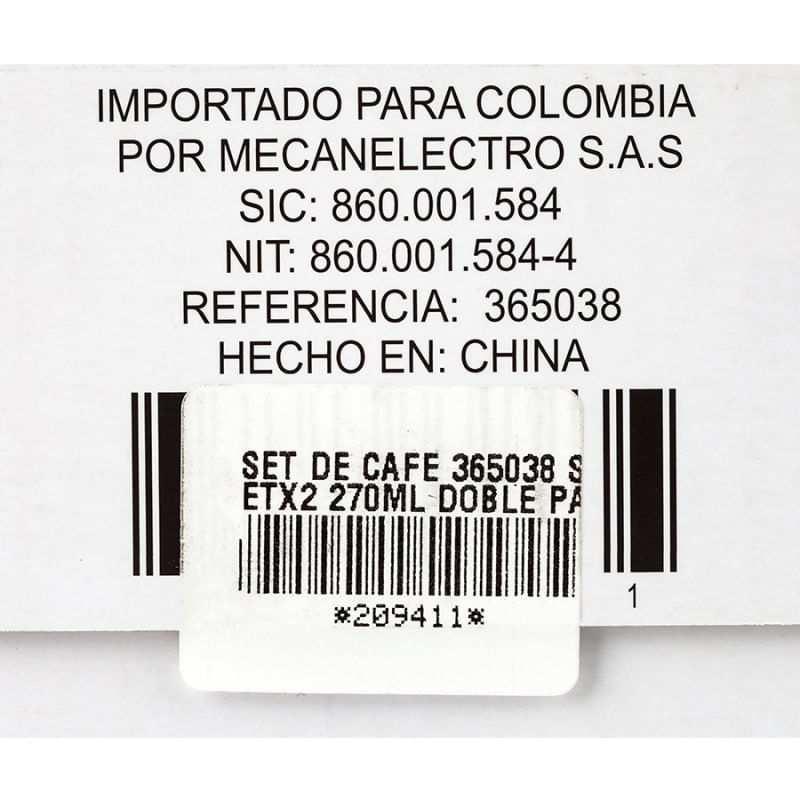 IMPORTADO PARA COLOMBIA
POR MECANELECTRO S.A.S
SIC: 860.001.584
NIT: 860.001.584-4
REFERENCIA: 365038
HECHO EN: CHINA
SET DE CAFE 365038 S
ETX2 270ML DOBLE PA
*209411*
1